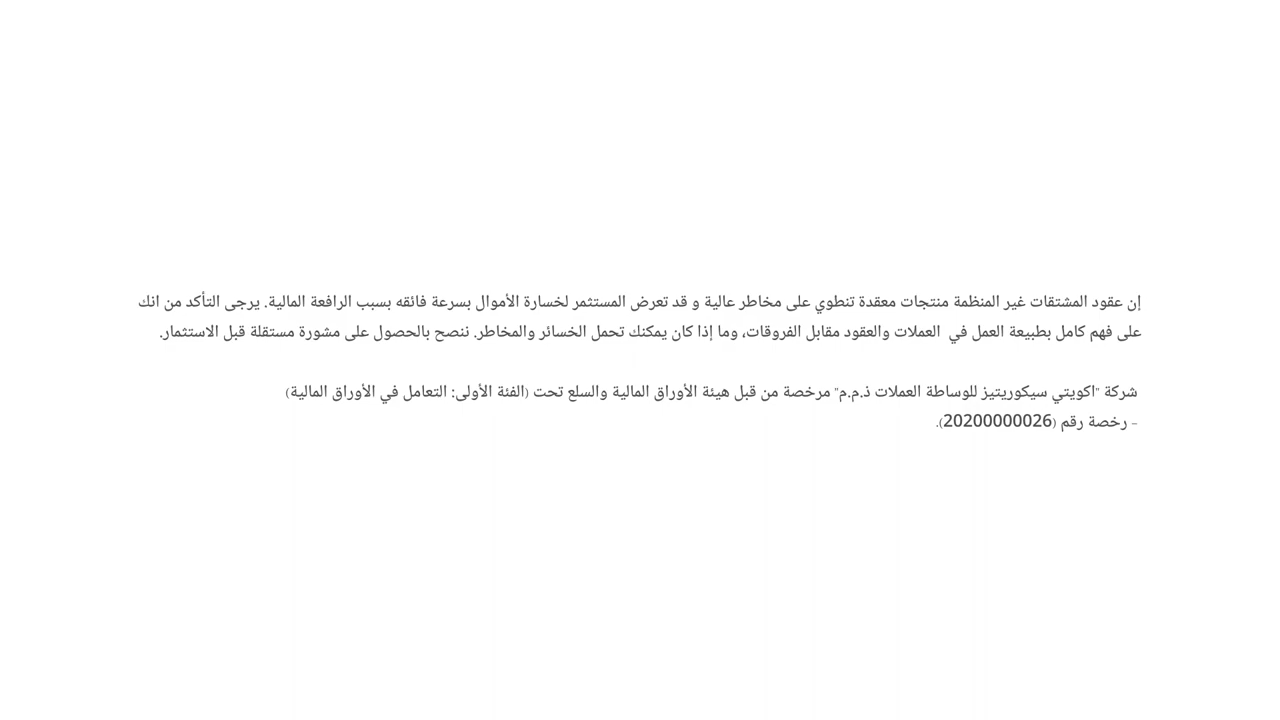 إن عقود المشتقات غير المنظمة منتجات معقدة تنطوي على مخاطر عالية و قد تعرض المستثمر لخسارة الأموال بسرعة فائقه بسبب الرافعة المالية. يرجى التأكد من انك
على فهم كامل بطبيعة العمل في العملات والعقود مقابل الفروقات، وما إذا كان يمكنك تحمل الخسائر والمخاطر. ننصح بالحصول على مشورة مستقلة قبل الاستثمار.
شركة "اكويتي سيكوريتيز للوساطة العملات ذ.م.م" مرخصة من قبل هيئة الأوراق المالية والسلع تحت (الفئة الأولى: التعامل في الأوراق المالية)
– رخصة رقم (20200000026).